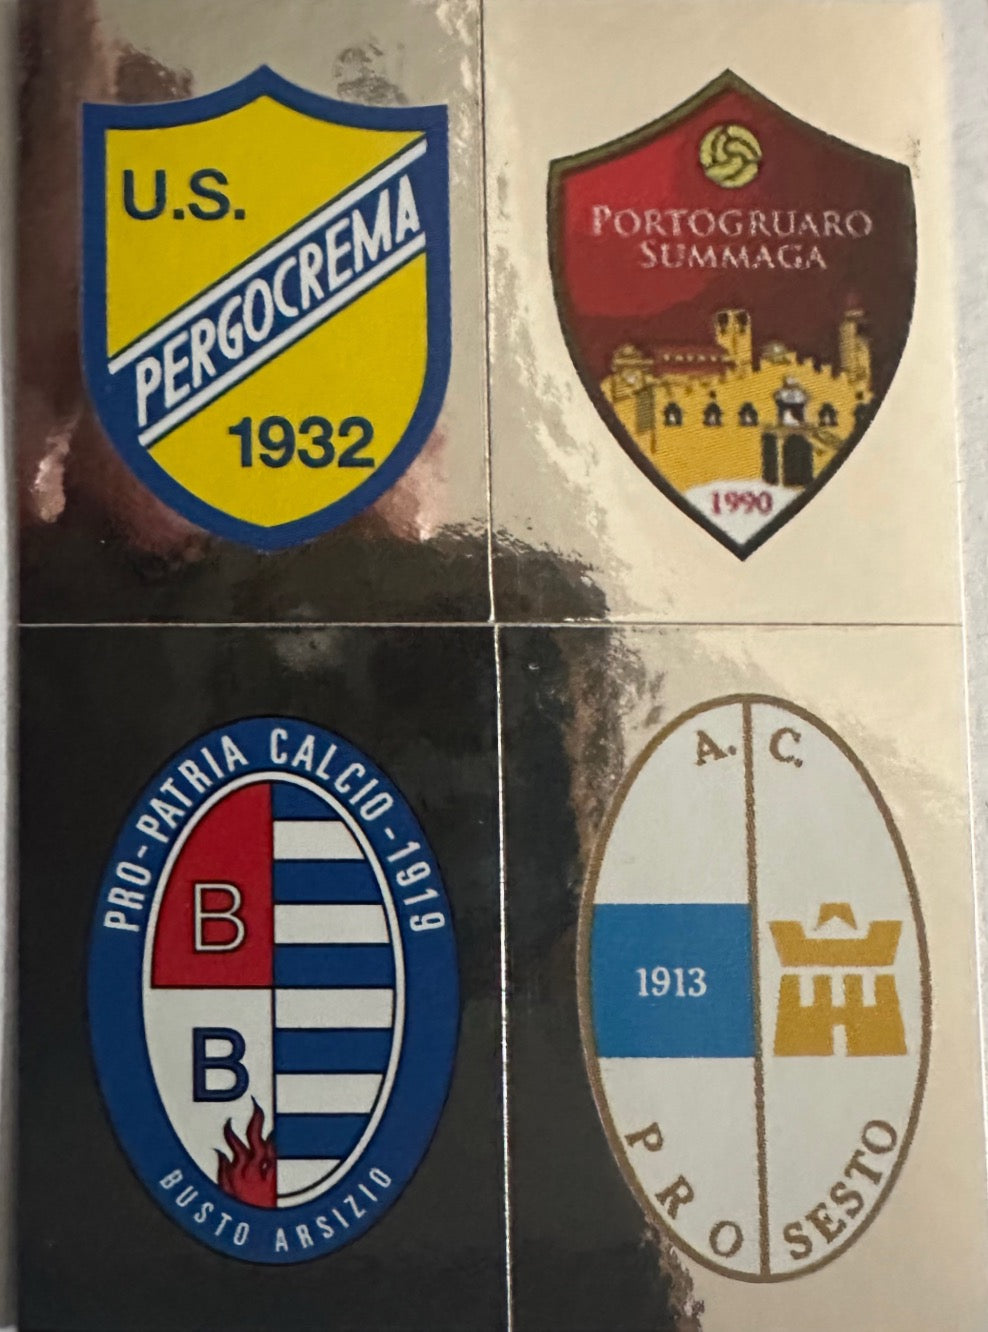 U.S.
PERGOCREMA
1932
PORTOGRUARO
SUMMAGA
1990
PRO-PATRIA CALCIO-1919
B
B
BUSTO ARSIZIO
A. C.
1913
PRO SESTO